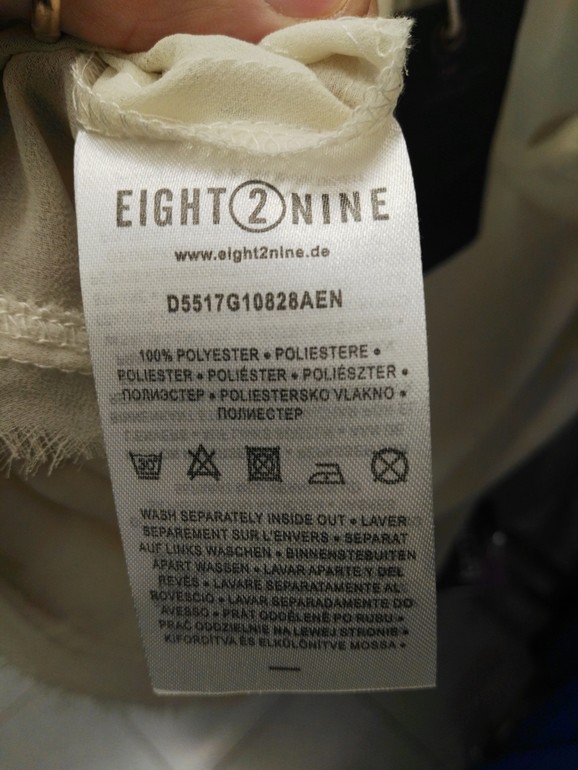 EIGHT2NINE
www.eight2nine.de
D5517G10828AEN
100% POLYESTER • POLIESTERE •
POLIESTER • POLIÉSTER • POLIÉSZTER •
ПОЛИЭСТЕР • POLIESTERSKO VLAKNO •
ПОЛИЕСТЕР
30°
WASH SEPARATELY INSIDE OUT • LAVER
SEPAREMENT SUR L'ENVERS • SEPARAT
AUF LINKS WASCHEN • BINNENSTEBUITEN
APART WASSEN • LAVAR APARTE Y DEL
REVÉS • LAVARE SEPARATAMENTE AL
ROVESCIO • LAVAR SEPARADAMENTE DO
AVESSO • PRÁT ODDĚLENĚ PO RUBU •
PRAĆ ODDZIELNIE NA LEWEJ STRONIE •
KIFORDÍTVA ÉS ELKÜLÖNÍTVE MOSSA •